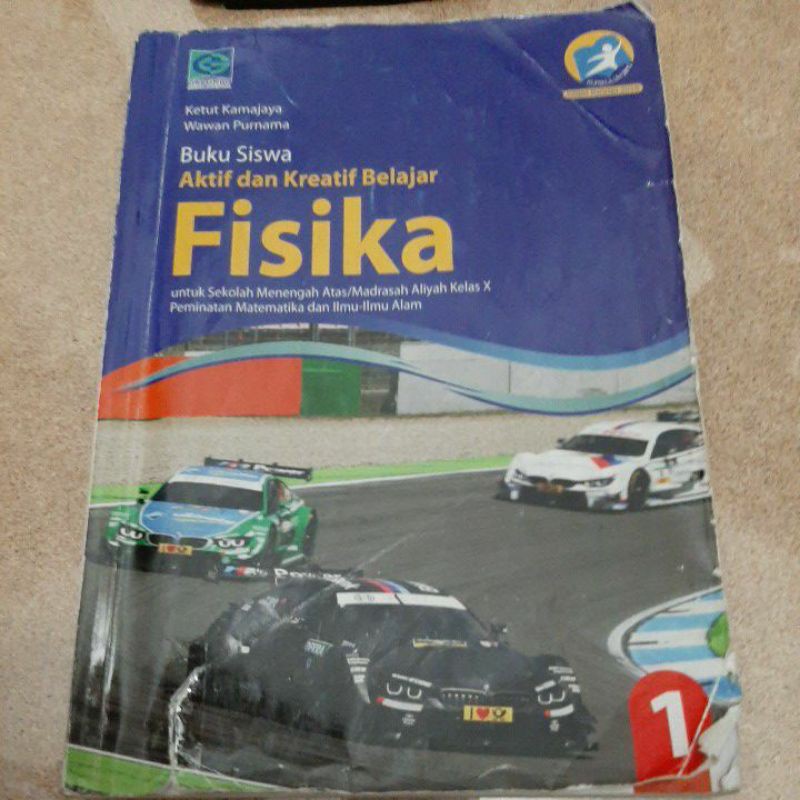 Ketut Kamajaya
Wawan Purnama
Buku Siswa
Aktif dan Kreatif Belajar
Fisika
untuk Sekolah Menengah Atas/Madrasah Aliyah Kelas X
Peminatan Matematika dan Ilmu-Ilmu Alam
1